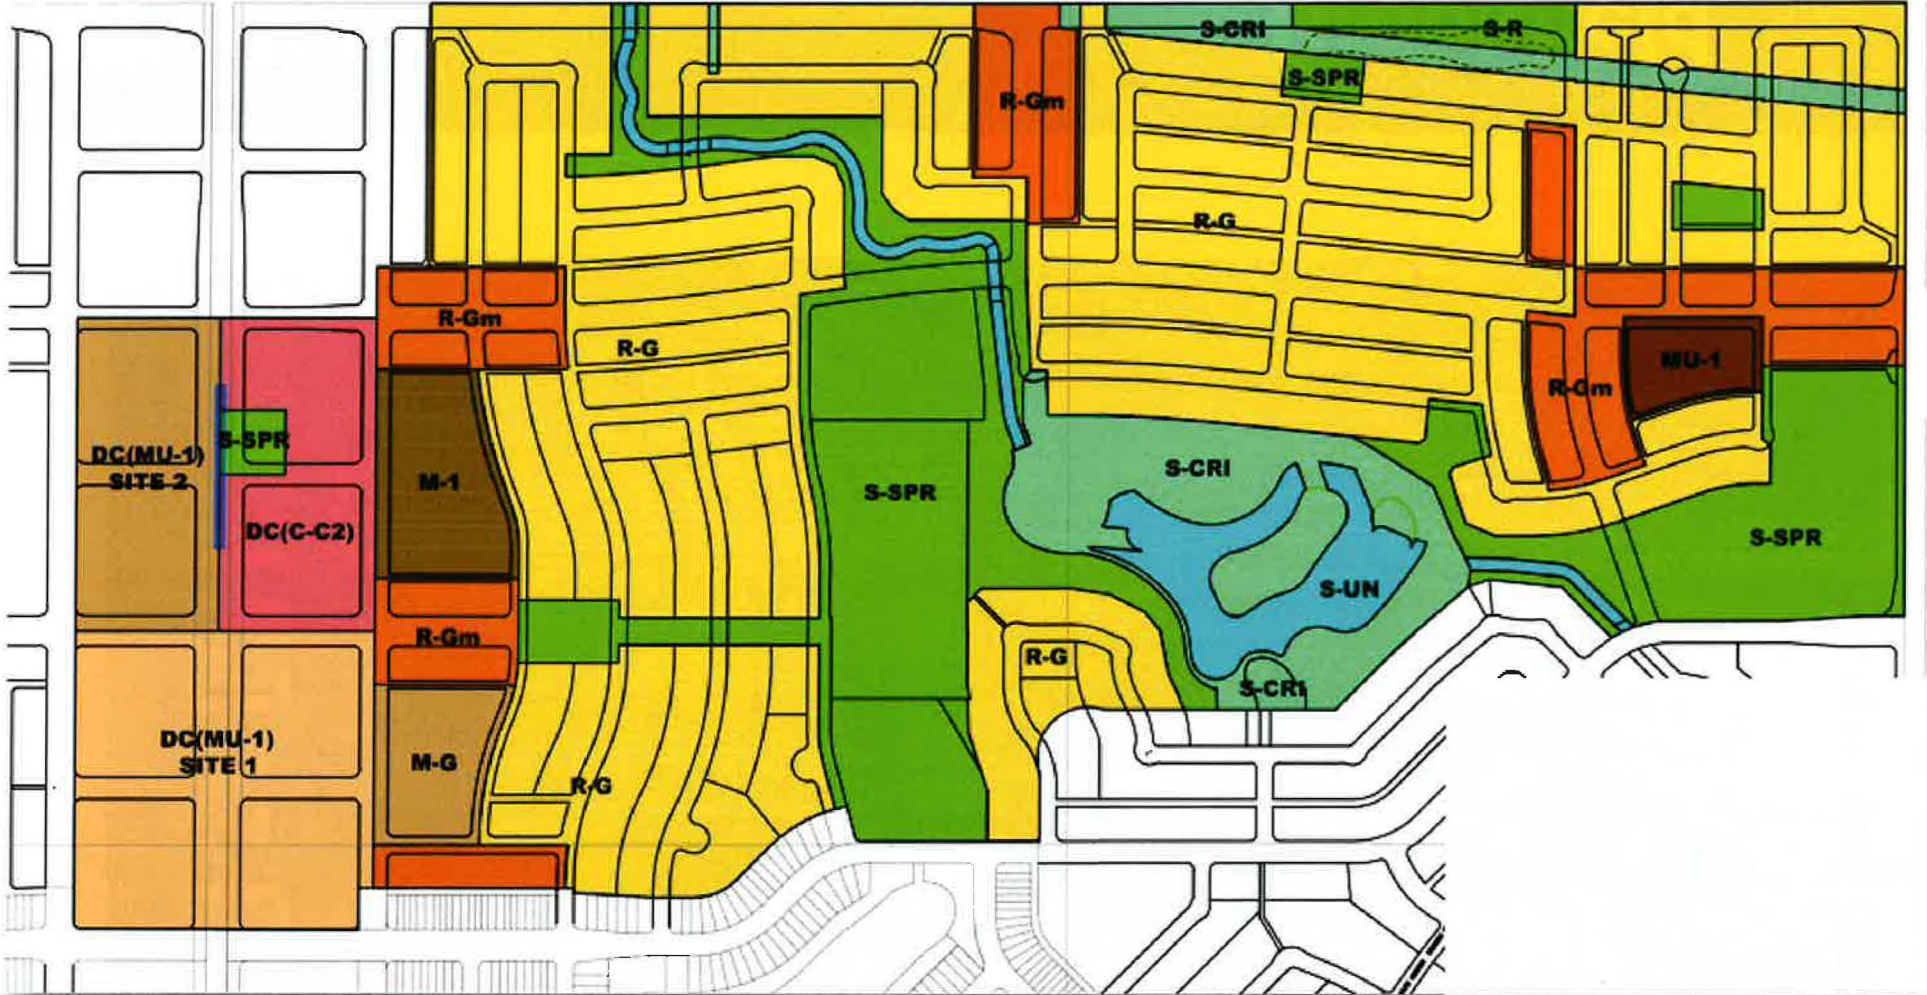 S-CRI
S-R
S-SPR
R-Gm
R-G
R-Gm
R-G
MU-1
R-Gm
S-SPR
DC(MU-1)
SITE 2
M-1
S-CRI
S-SPR
DC(C-C2)
S-SPR
S-UN
R-Gm
R-G
S-CRI
DC(MU-1)
SITE 1
M-G
R-G